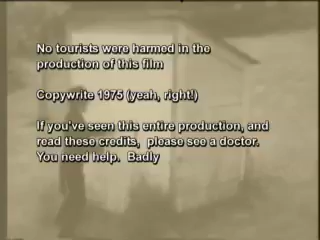 No tourists were harmed in the
production of this film
Copywrite 1975 (yeah, right!)
If you've seen this entire production, and
read these credits,  please see a doctor.
You need help.  Badly